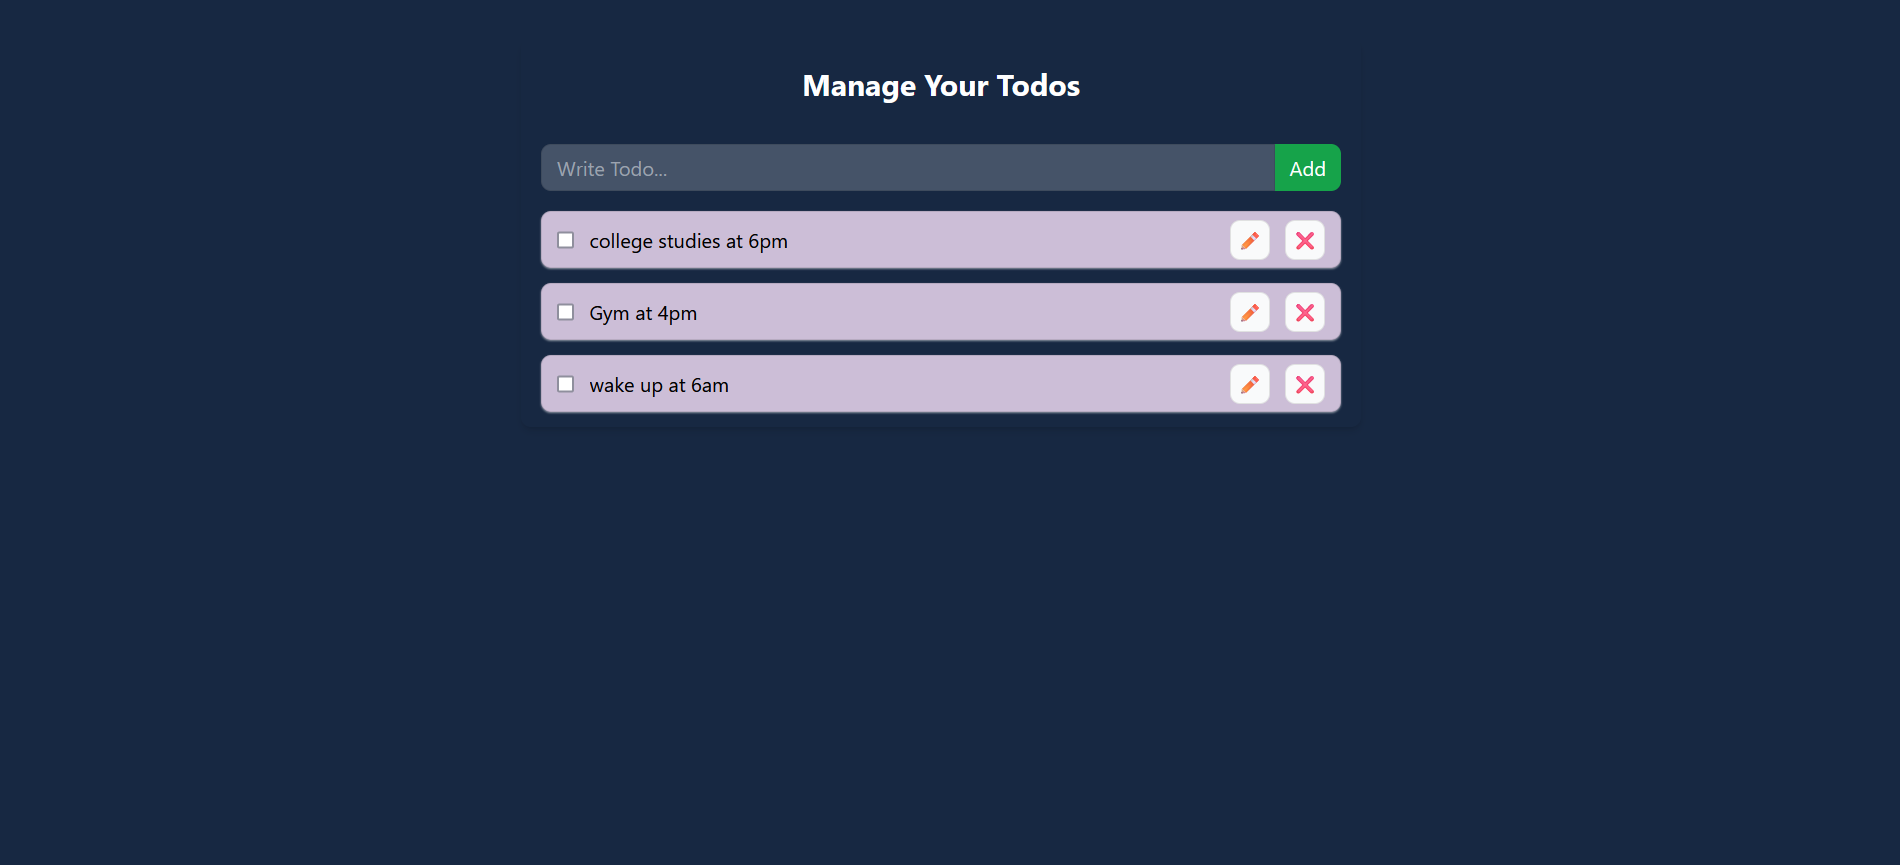 Manage Your Todos
Write Todo...
Add
college studies at 6pm
Gym at 4pm
wake up at 6am